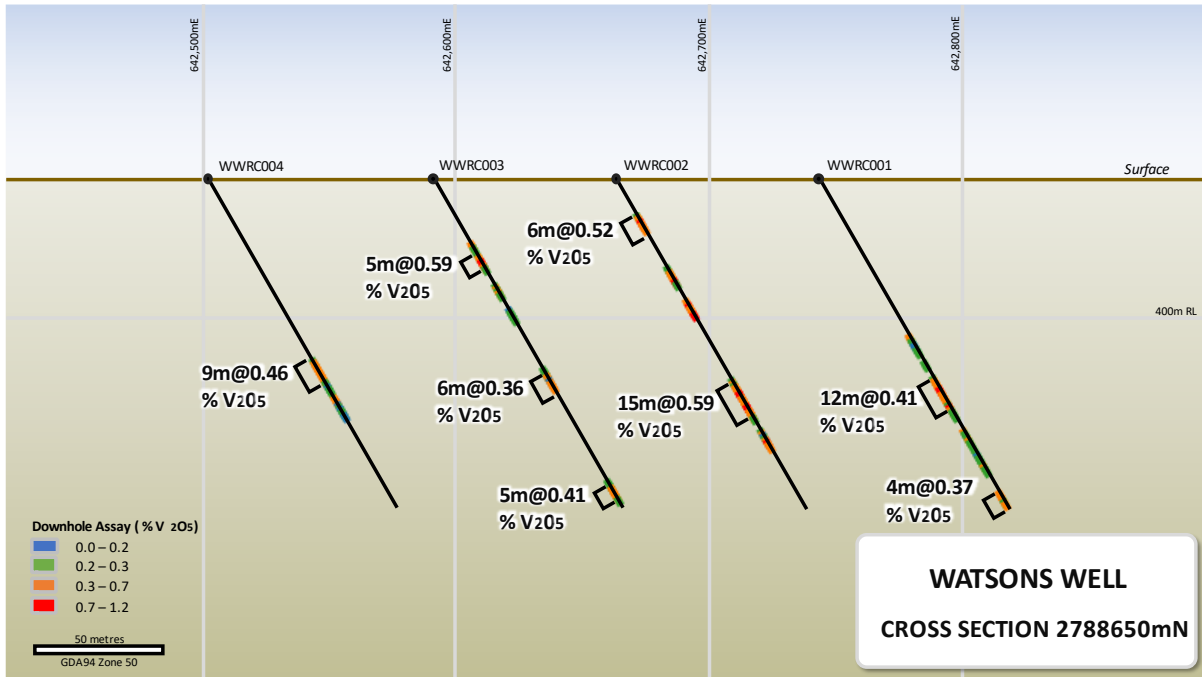 642,500mE
642,600mE
642,700mE
642,800mE
WWRC004
WWRC003
WWRC002
WWRC001
Surface
6m@0.52
% V2O5
5m@0.59
% V2O5
400m RL
9m@0.46
% V2O5
6m@0.36
% V2O5
15m@0.59
% V2O5
12m@0.41
% V2O5
5m@0.41
% V2O5
4m@0.37
% V2O5
Downhole Assay ( % V 2O5)
0.0 – 0.2
0.2 – 0.3
0.3 – 0.7
0.7 – 1.2
50 metres
GDA94 Zone 50
WATSONS WELL
CROSS SECTION 2788650mN